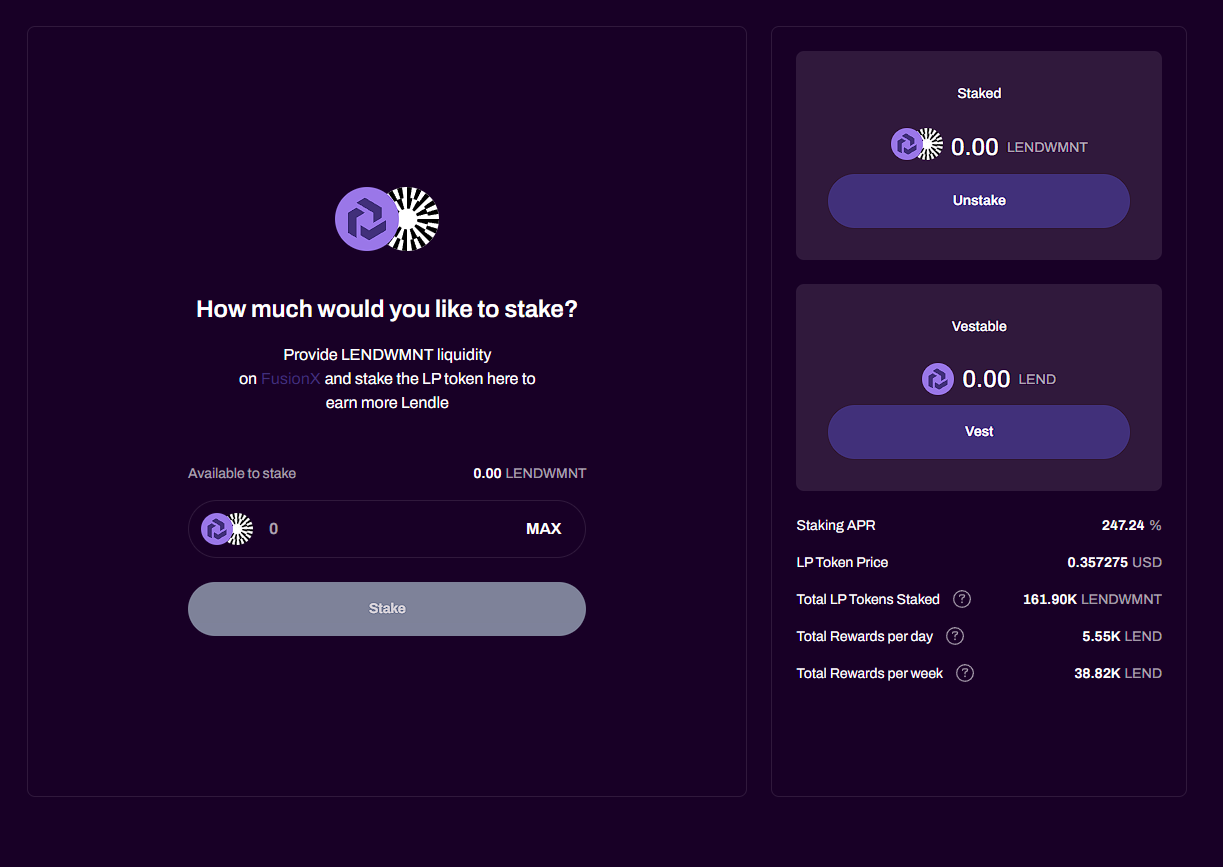 How much would you like to stake?
Provide LENDWMNT liquidity
on FusionX and stake the LP token here to
earn more Lendle
Available to stake 0.00 LENDWMNT
0 MAX
Stake
Staked
0.00 LENDWMNT
Unstake
Vestable
0.00 LEND
Vest
Staking APR 247.24 %
LP Token Price 0.357275 USD
Total LP Tokens Staked ? 161.90K LENDWMNT
Total Rewards per day ? 5.55K LEND
Total Rewards per week ? 38.82K LEND